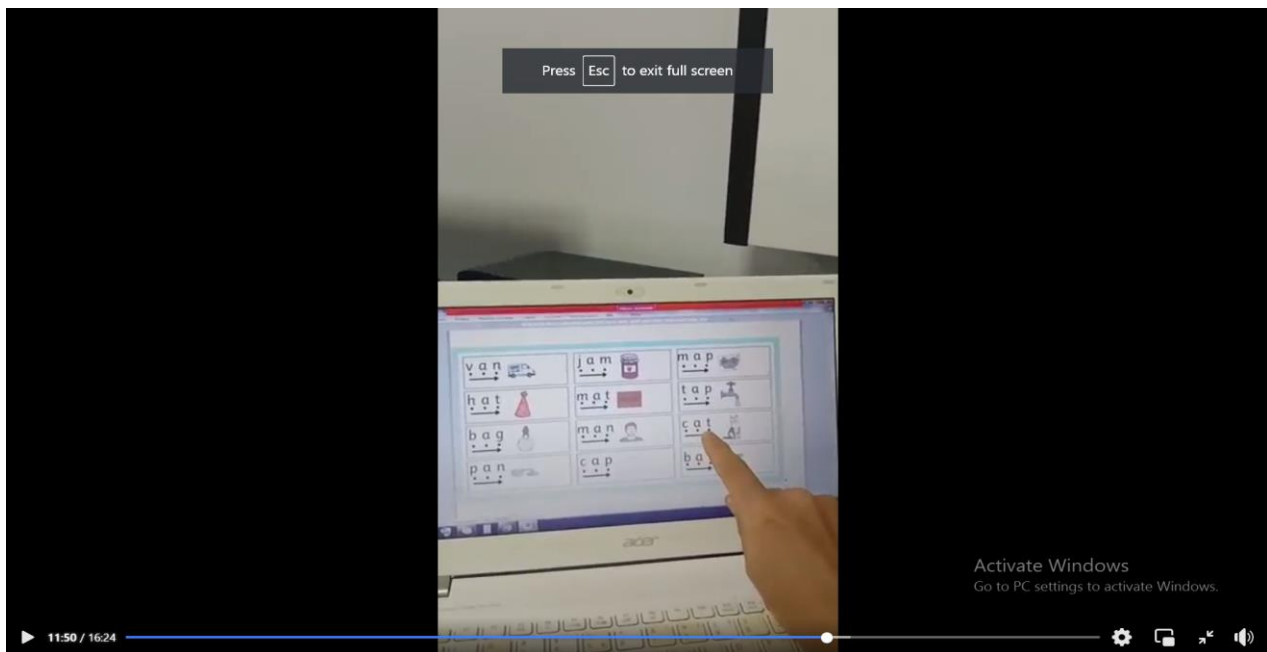 Press Esc to exit full screen
van jam map
hat mat tap
bag man cat
pan cap
acer
Activate Windows
Go to PC settings to activate Windows.
11:50 / 16:24